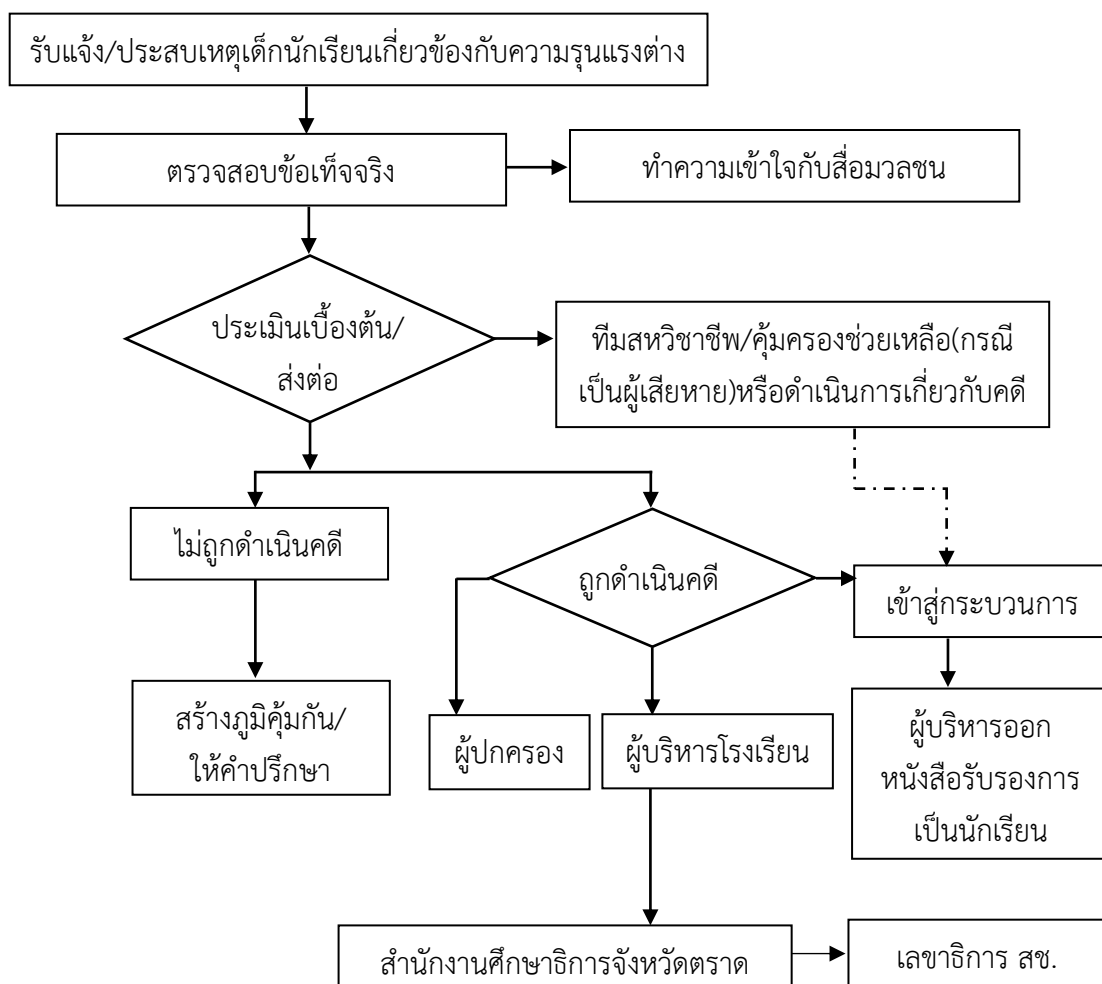 รับแจ้ง/ประสบเหตุเด็กนักเรียนเกี่ยวข้องกับความรุนแรงต่าง
ตรวจสอบข้อเท็จจริง
ทำความเข้าใจกับสื่อมวลชน
ประเมินเบื้องต้น/
ส่งต่อ
ทีมสหวิชาชีพ/คุ้มครองช่วยเหลือ(กรณี
เป็นผู้เสียหาย)หรือดำเนินการเกี่ยวกับคดี
ไม่ถูกดำเนินคดี
ถูกดำเนินคดี
เข้าสู่กระบวนการ
สร้างภูมิคุ้มกัน/
ให้คำปรึกษา
ผู้ปกครอง
ผู้บริหารโรงเรียน
ผู้บริหารออก
หนังสือรับรองการ
เป็นนักเรียน
สำนักงานศึกษาธิการจังหวัดตราด
เลขาธิการ สช.